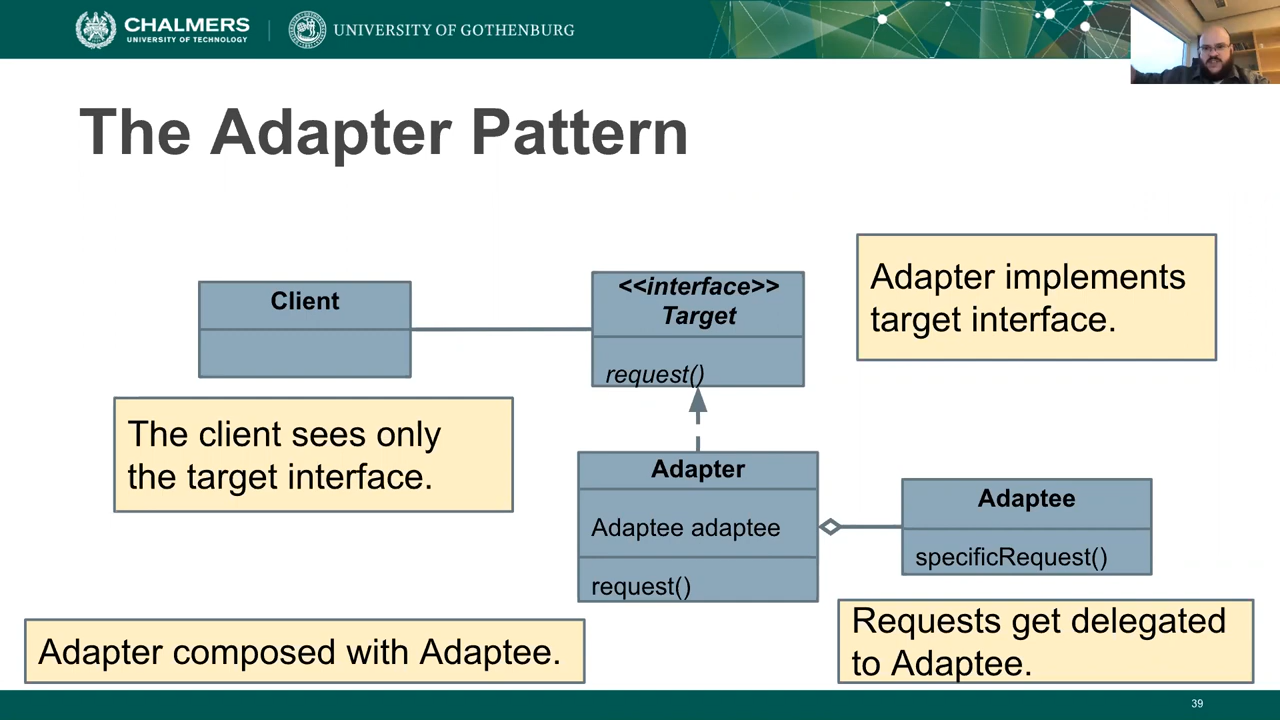 CHALMERS
UNIVERSITY OF TECHNOLOGY
UNIVERSITY OF GOTHENBURG
The Adapter Pattern
Client
<<interface>>
Target
request()
Adapter implements
target interface.
The client sees only
the target interface.
Adapter
Adaptee adaptee
request()
Adaptee
specificRequest()
Adapter composed with Adaptee.
Requests get delegated
to Adaptee.
39